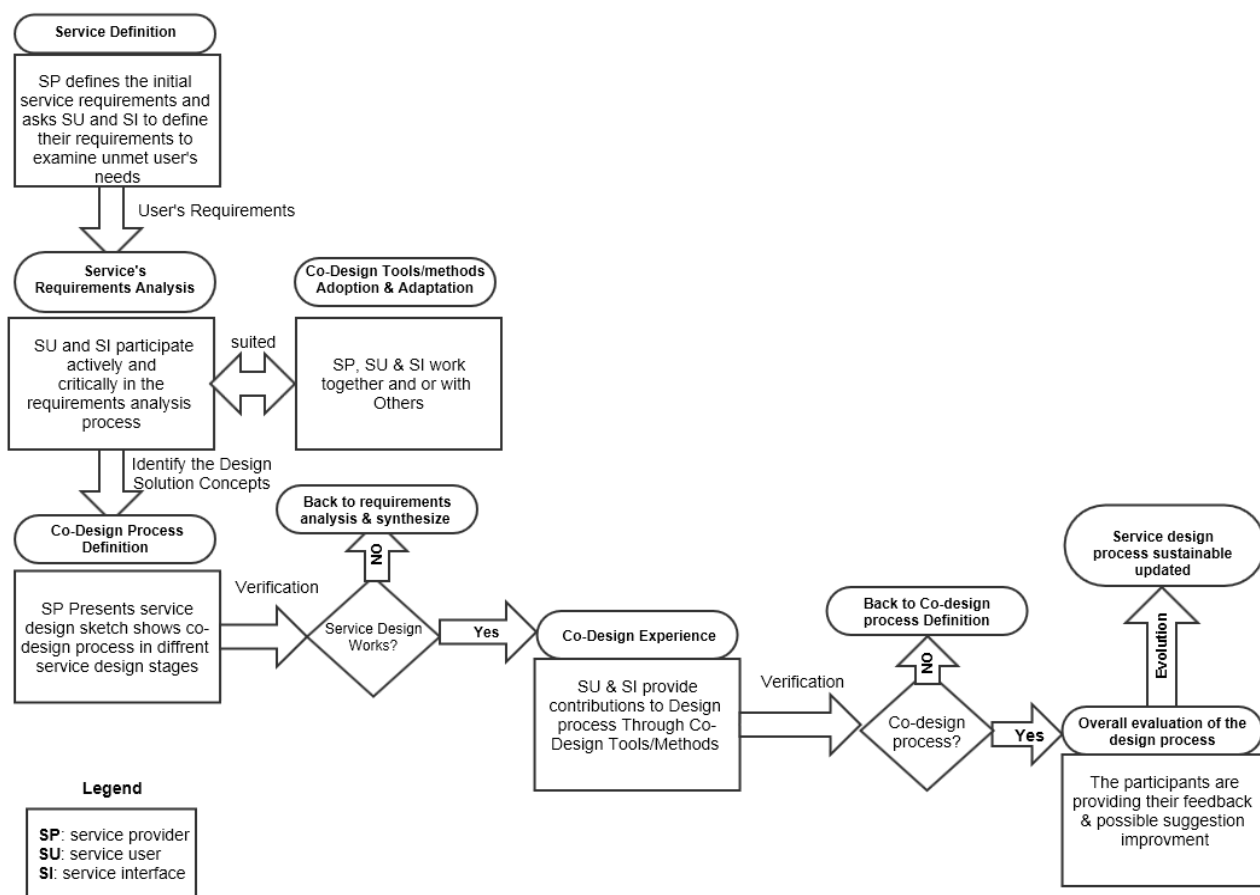 Service Definition
SP defines the initial
service requirements and
asks SU and SI to define
their requirements to
examine unmet user's
needs
User's Requirements
Service's
Requirements Analysis
Co-Design Tools/methods
Adoption & Adaptation
SU and SI participate
actively and
critically in the
requirements analysis
process
suited
SP, SU & SI work
together and or with
Others
Identify the Design
Solution Concepts
Co-Design Process
Definition
SP Presents service
design sketch shows co-
design process in diffrent
service design stages
Verification
Back to requirements
analysis & synthesize
NO
Service Design
Works?
Yes
Co-Design Experience
SU & SI provide
contributions to Design
process Through Co-
Design Tools/Methods
Verification
Back to Co-design
process Definition
NO
Co-design
process?
Yes
Service design
process sustainable
updated
Evolution
Overall evaluation of the
design process
The participants are
providing their feedback
& possible suggestion
improvment
Legend
SP: service provider
SU: service user
SI: service interface